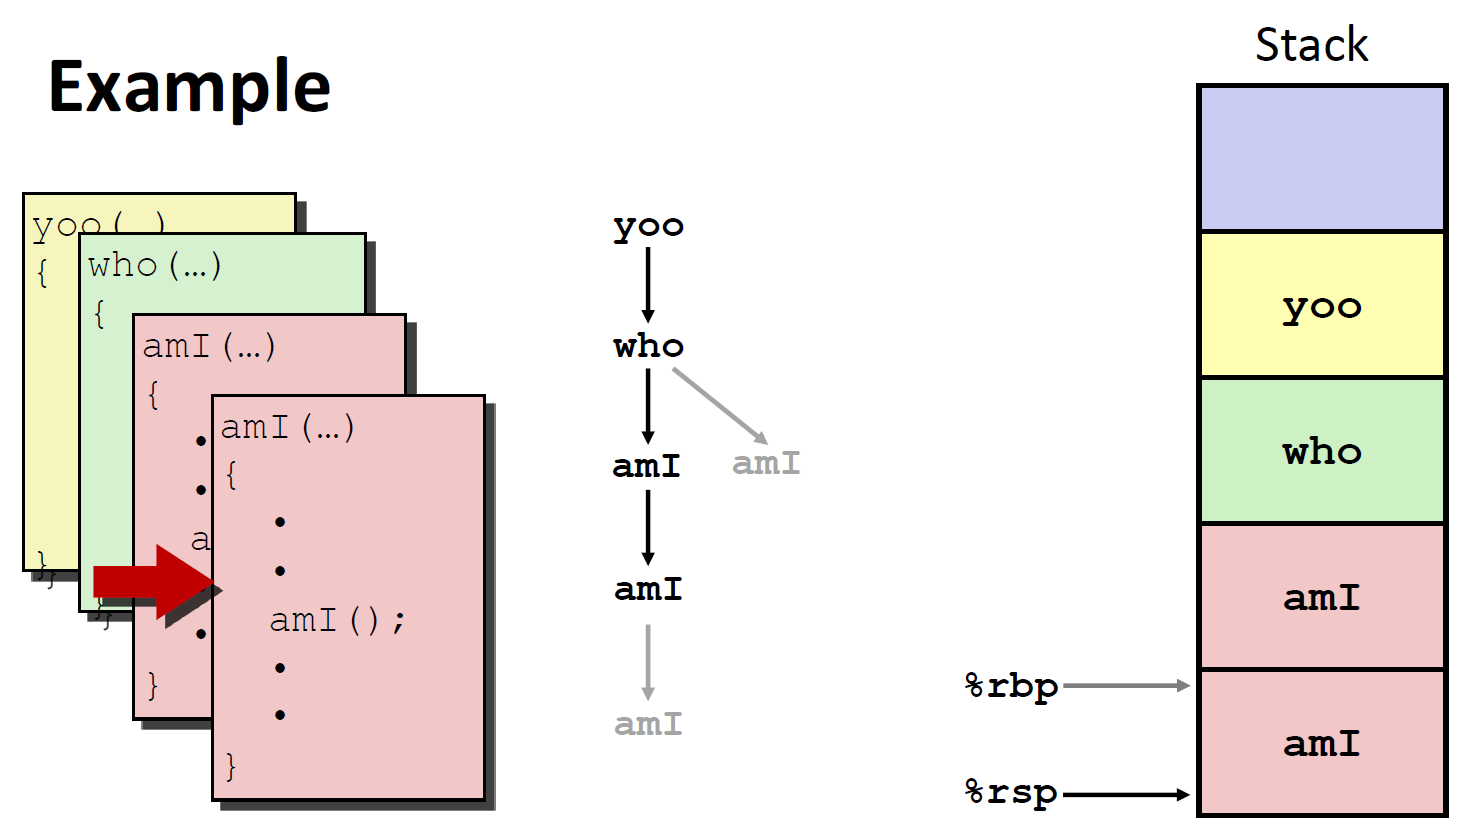 Example
yoo(…)
{
}
who(…)
{
}
amI(…)
{
•
•
a
•
}
amI(…)
{
•
•
amI();
•
•
}
yoo
who
amI amI
amI
amI
Stack
yoo
who
amI
%rbp
amI
%rsp